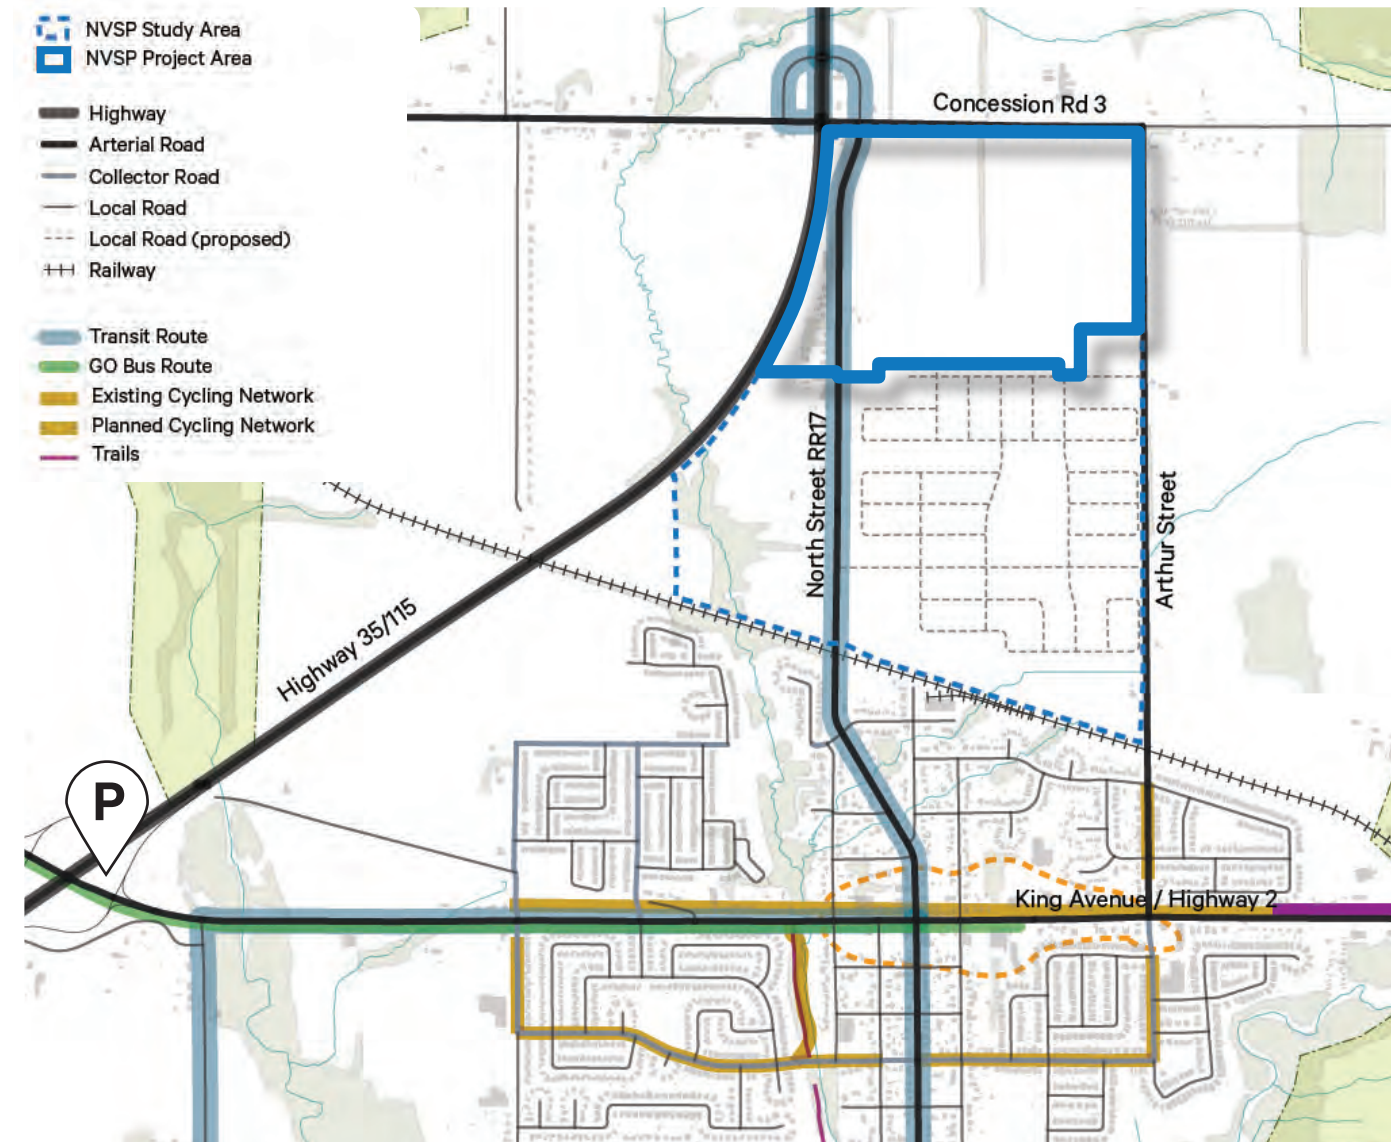 NVSP Study Area
NVSP Project Area
Highway
Arterial Road
Collector Road
Local Road
Local Road (proposed)
Railway
Transit Route
GO Bus Route
Existing Cycling Network
Planned Cycling Network
Trails
Concession Rd 3
North Street RR17
Arthur Street
Highway 35/115
P
King Avenue / Highway 2